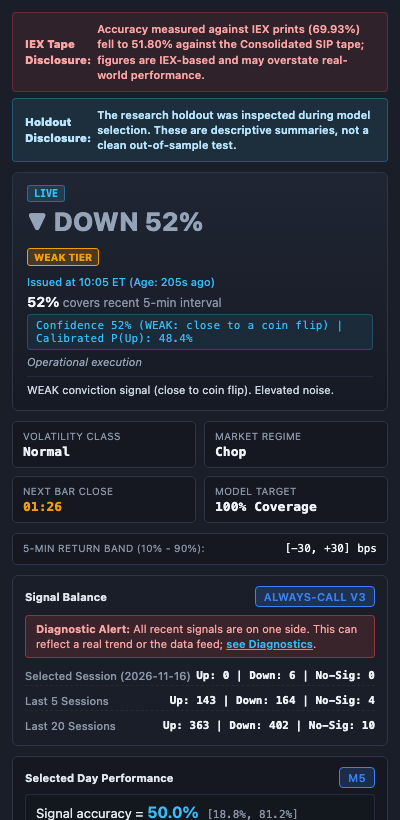 IEX Tape Disclosure:
Accuracy measured against IEX prints (69.93%)
fell to 51.80% against the Consolidated SIP tape;
figures are IEX-based and may overstate real-
world performance.
Holdout Disclosure:
The research holdout was inspected during model
selection. These are descriptive summaries, not a
clean out-of-sample test.
LIVE
▼ DOWN 52%
WEAK TIER
Issued at 10:05 ET (Age: 205s ago)
52% covers recent 5-min interval
Confidence 52% (WEAK: close to a coin flip) |
Calibrated P(Up): 48.4%
Operational execution
WEAK conviction signal (close to coin flip). Elevated noise.
VOLATILITY CLASS
Normal
MARKET REGIME
Chop
NEXT BAR CLOSE
01:26
MODEL TARGET
100% Coverage
5-MIN RETURN BAND (10% - 90%): [−30, +30] bps
Signal Balance
ALWAYS-CALL V3
Diagnostic Alert: All recent signals are on one side. This can
reflect a real trend or the data feed; see Diagnostics.
Selected Session (2026-11-16) Up: 0 | Down: 6 | No-Sig: 0
Last 5 Sessions Up: 143 | Down: 164 | No-Sig: 4
Last 20 Sessions Up: 363 | Down: 402 | No-Sig: 10
Selected Day Performance
M5
Signal accuracy = 50.0% [18.8%, 81.2%]